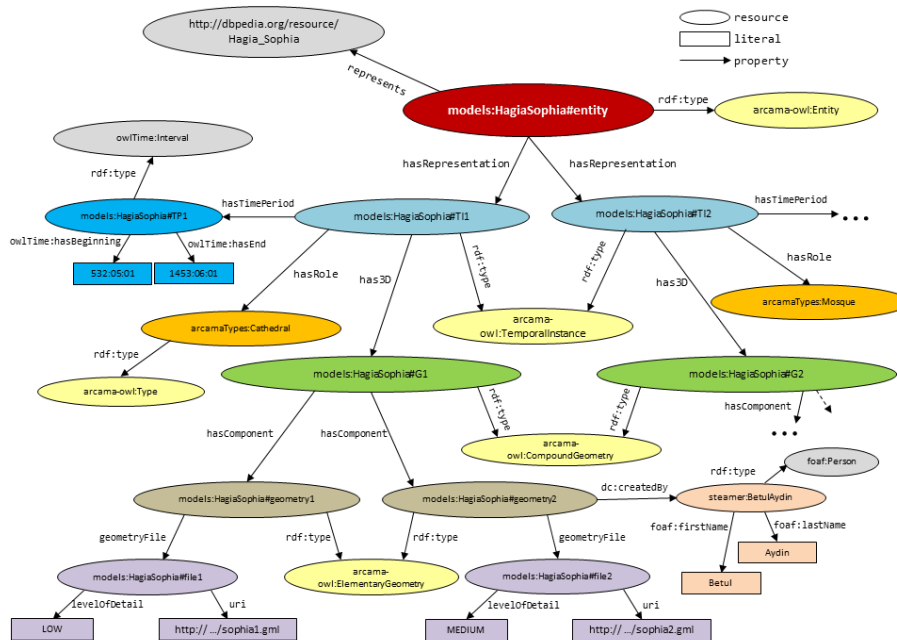 http://dbpedia.org/resource/
Hagia_Sophia
resource
literal
property
represents
models:HagiaSophia#entity
rdf:type
arcama-owl:Entity
owlTime:Interval
rdf:type
hasRepresentation
hasRepresentation
models:HagiaSophia#TP1
hasTimePeriod
models:HagiaSophia#TI1
models:HagiaSophia#TI2
hasTimePeriod
...
owlTime:hasBeginning
owlTime:hasEnd
532:05:01
1453:06:01
hasRole
has3D
rdf:type
rdf:type
has3D
hasRole
arcamaTypes:Mosque
arcamaTypes:Cathedral
arcama-
owl:TemporalInstance
rdf:type
arcama-owl:Type
models:HagiaSophia#G1
models:HagiaSophia#G2
hasComponent
hasComponent
rdf:type
rdf:type
hasComponent
...
arcama-
owl:CompoundGeometry
foaf:Person
rdf:type
models:HagiaSophia#geometry1
models:HagiaSophia#geometry2
dc:createdBy
steamer:BetulAydin
foaf:firstName
foaf:lastName
geometryFile
rdf:type
rdf:type
geometryFile
Aydin
Betul
models:HagiaSophia#file1
arcama-
owl:ElementaryGeometry
models:HagiaSophia#file2
levelOfDetail
uri
levelOfDetail
uri
LOW
http:// .../sophia1.gml
MEDIUM
http:// .../sophia2.gml